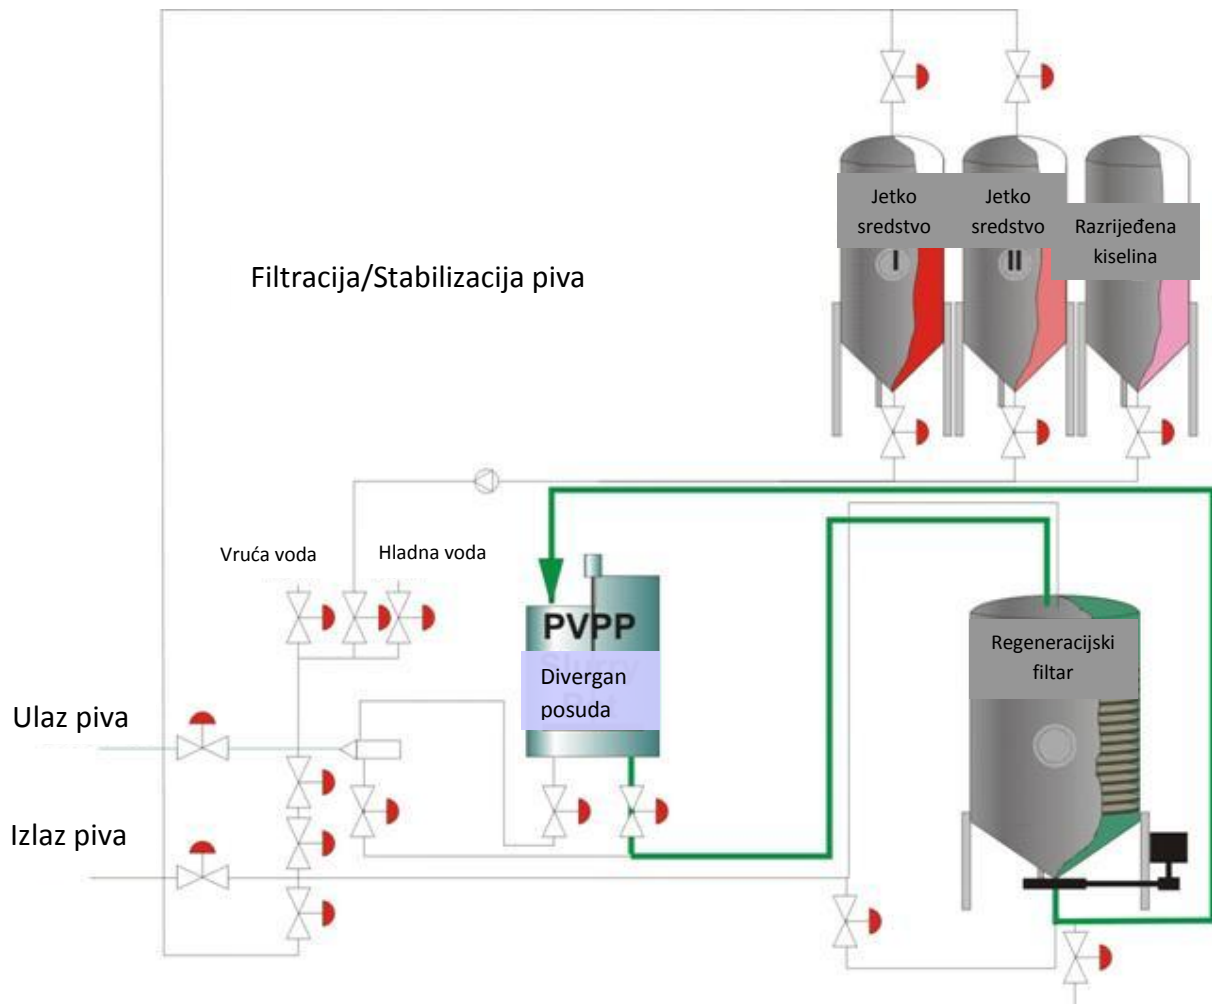 Jetko
sredstvo
I
Jetko
sredstvo
II
Razrijeđena
kiselina
Filtracija/Stabilizacija piva
Vruća voda
Hladna voda
PVPP
Slurry
Divergan
posuda
Regeneracijski
filtar
Ulaz piva
Izlaz piva